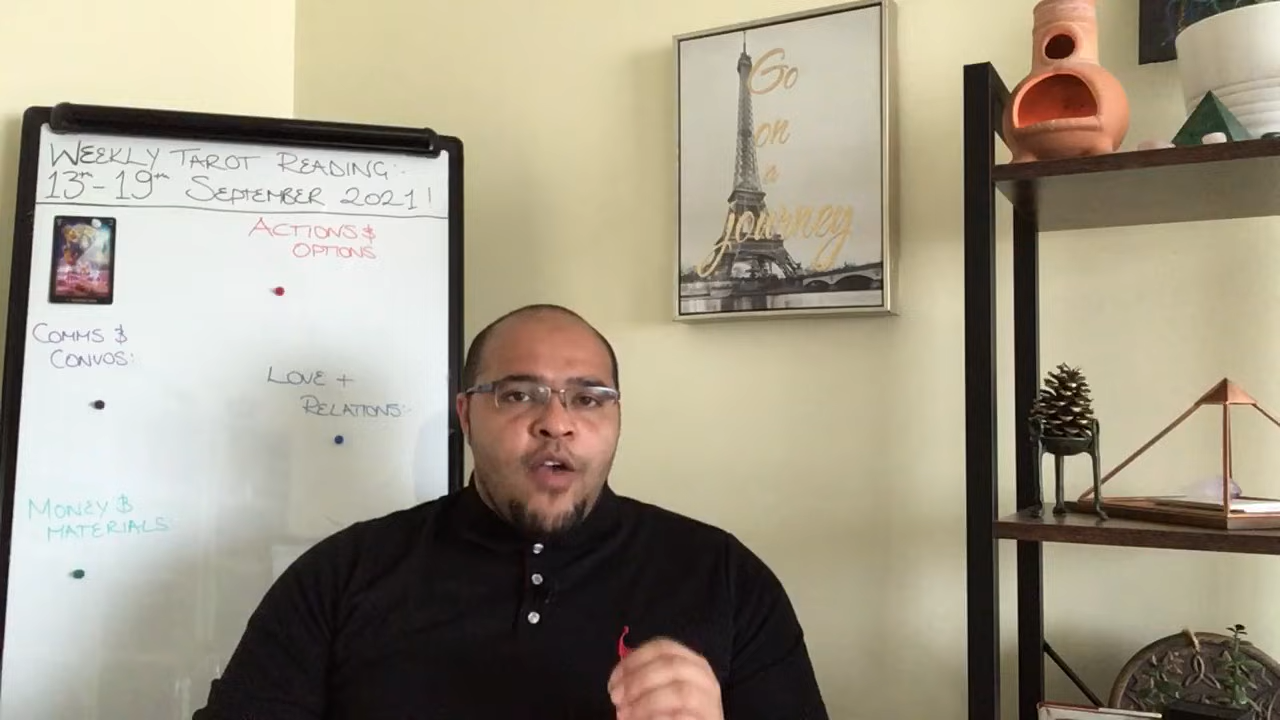 WEEKLY TAROT READING:-
13TH - 19TH SEPTEMBER 2021!
ACTIONS &
OPTIONS
COMMS &
CONVOS:
LOVE +
RELATIONS:-
MONEY &
MATERIALS:
Go
on
a
journey